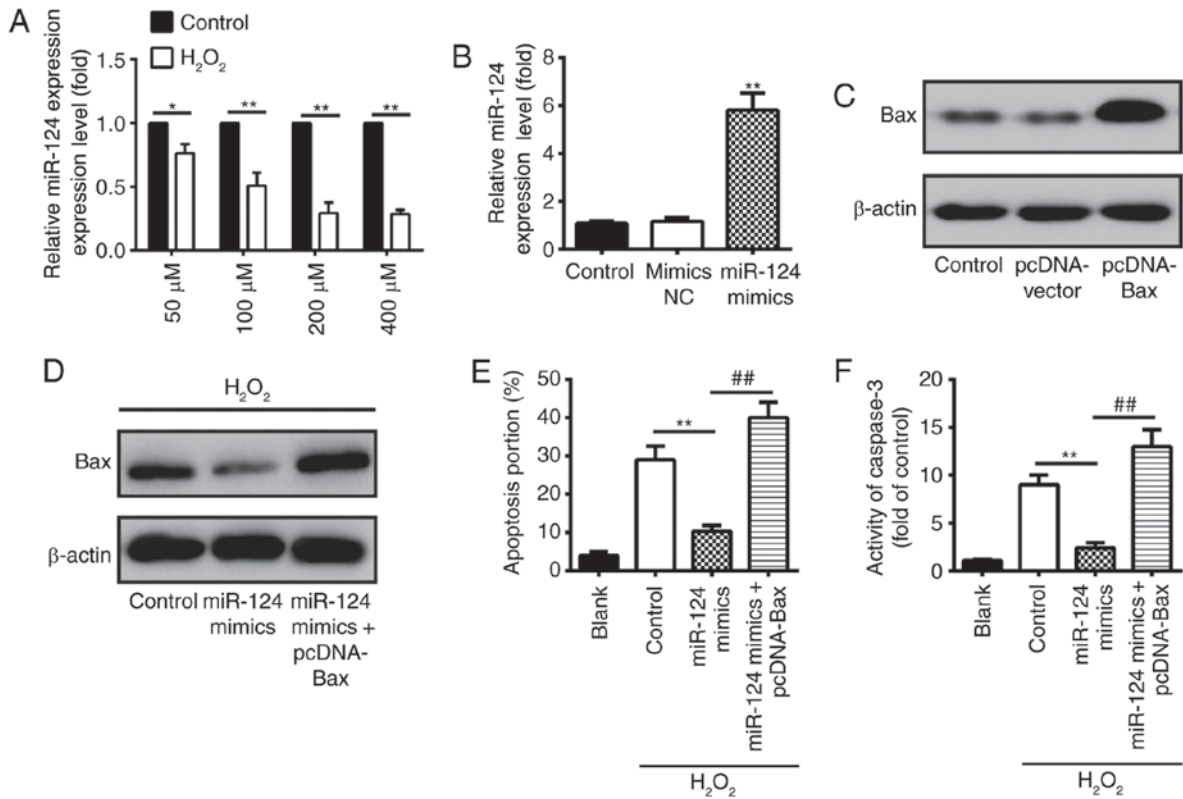 A
Control
H₂O₂
Relative miR-124 expression
expression level (fold)
1.5
1.0
0.5
0.0
*
**
**
**
50 µM
100 µM
200 µM
400 µM
B
Relative miR-124
expression level (fold)
8
6
4
2
0
**
Control
Mimics
NC
miR-124
mimics
C
Bax
β-actin
Control
pcDNA-
vector
pcDNA-
Bax
D
H₂O₂
Bax
β-actin
Control
miR-124
mimics
miR-124
mimics +
pcDNA-
Bax
E
Apoptosis portion (%)
50
40
30
20
10
0
**
##
Blank
Control
miR-124
mimics
miR-124 mimics +
pcDNA-Bax
H₂O₂
F
Activity of caspase-3
(fold of control)
20
15
10
5
0
**
##
Blank
Control
miR-124
mimics
miR-124 mimics +
pcDNA-Bax
H₂O₂